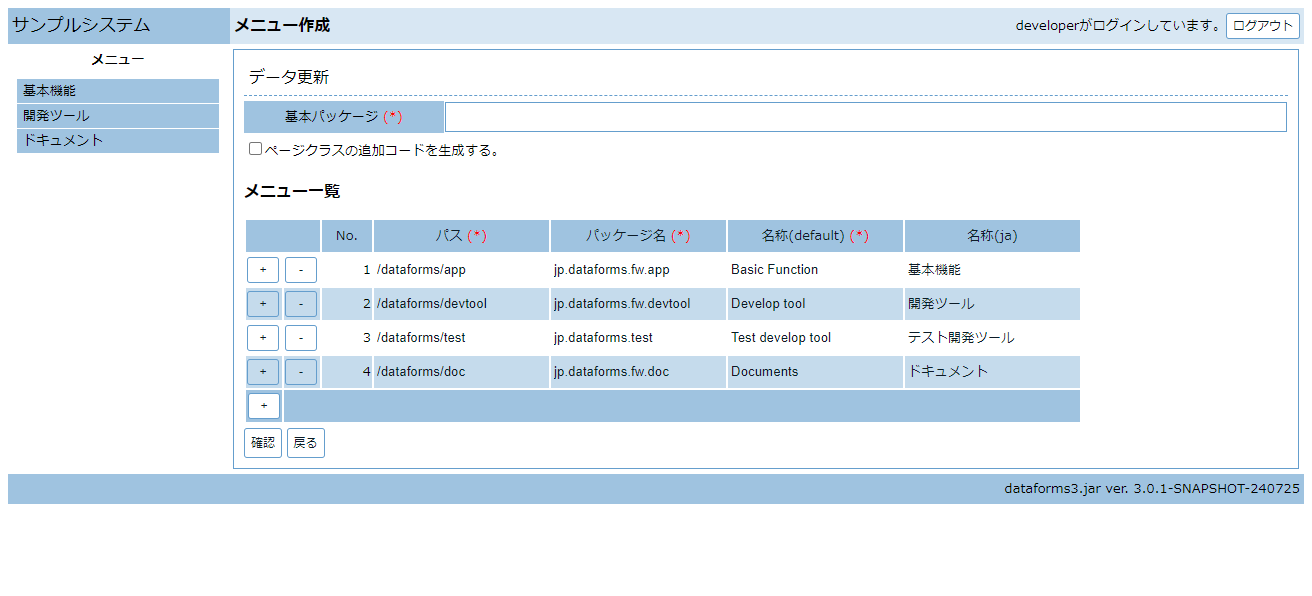 サンプルシステム
メニュー作成
developerがログインしています。 ログアウト
メニュー
基本機能
開発ツール
ドキュメント
データ更新
基本パッケージ (*)
ページクラスの追加コードを生成する。
メニュー一覧
No. パス (*) パッケージ名 (*) 名称(default) (*) 名称(ja)
+ - 1 /dataforms/app jp.dataforms.fw.app Basic Function 基本機能
+ - 2 /dataforms/devtool jp.dataforms.fw.devtool Develop tool 開発ツール
+ - 3 /dataforms/test jp.dataforms.test Test develop tool テスト開発ツール
+ - 4 /dataforms/doc jp.dataforms.fw.doc Documents ドキュメント
+
確認 戻る
dataforms3.jar ver. 3.0.1-SNAPSHOT-240725